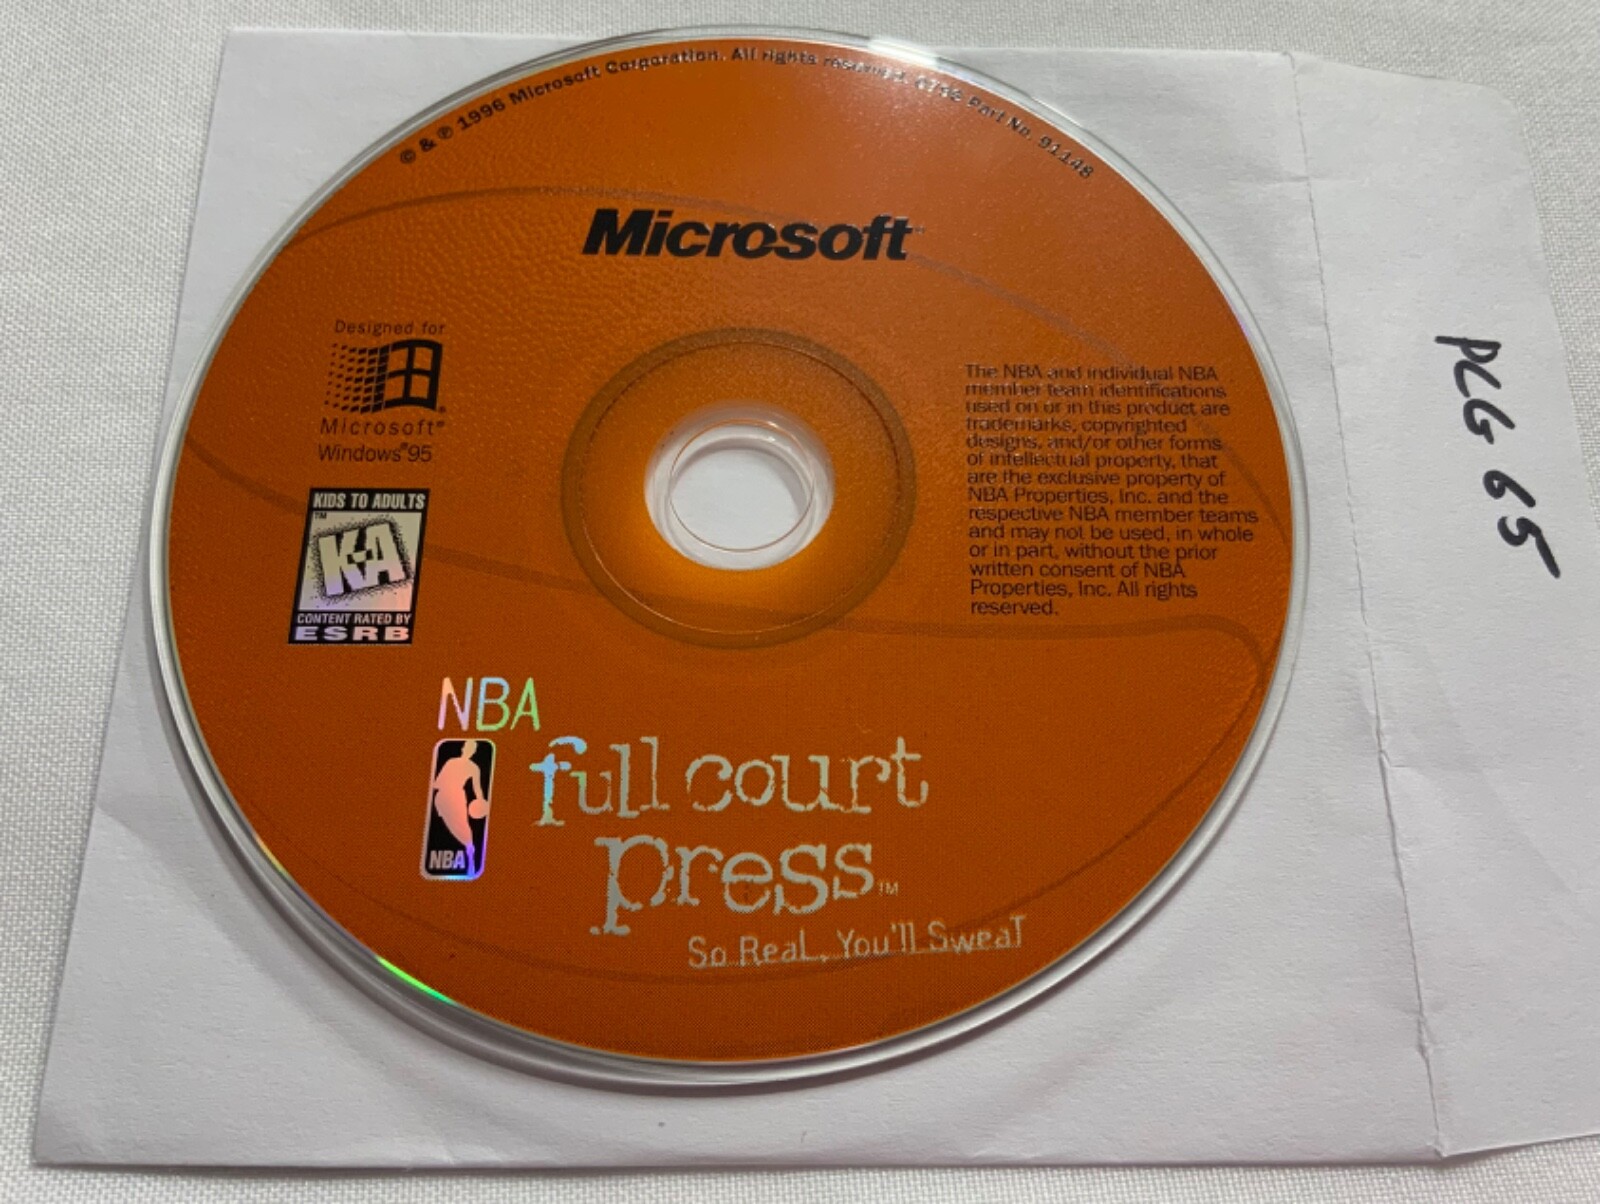 © & ℗ 1996 Microsoft Corporation. All rights reserved. Part No. 91148
Microsoft
Designed for
Microsoft®
Windows®95
KIDS TO ADULTS
K-A
CONTENT RATED BY
ESRB
The NBA and individual NBA
member team identifications
used on or in this product are
trademarks, copyrighted
designs, and/or other forms
of intellectual property, that
are the exclusive property of
NBA Properties, Inc. and the
respective NBA member teams
and may not be used, in whole
or in part, without the prior
written consent of NBA
Properties, Inc. All rights
reserved.
NBA
full court
press™
So Real, You'll Sweat
NBA
PCG 65